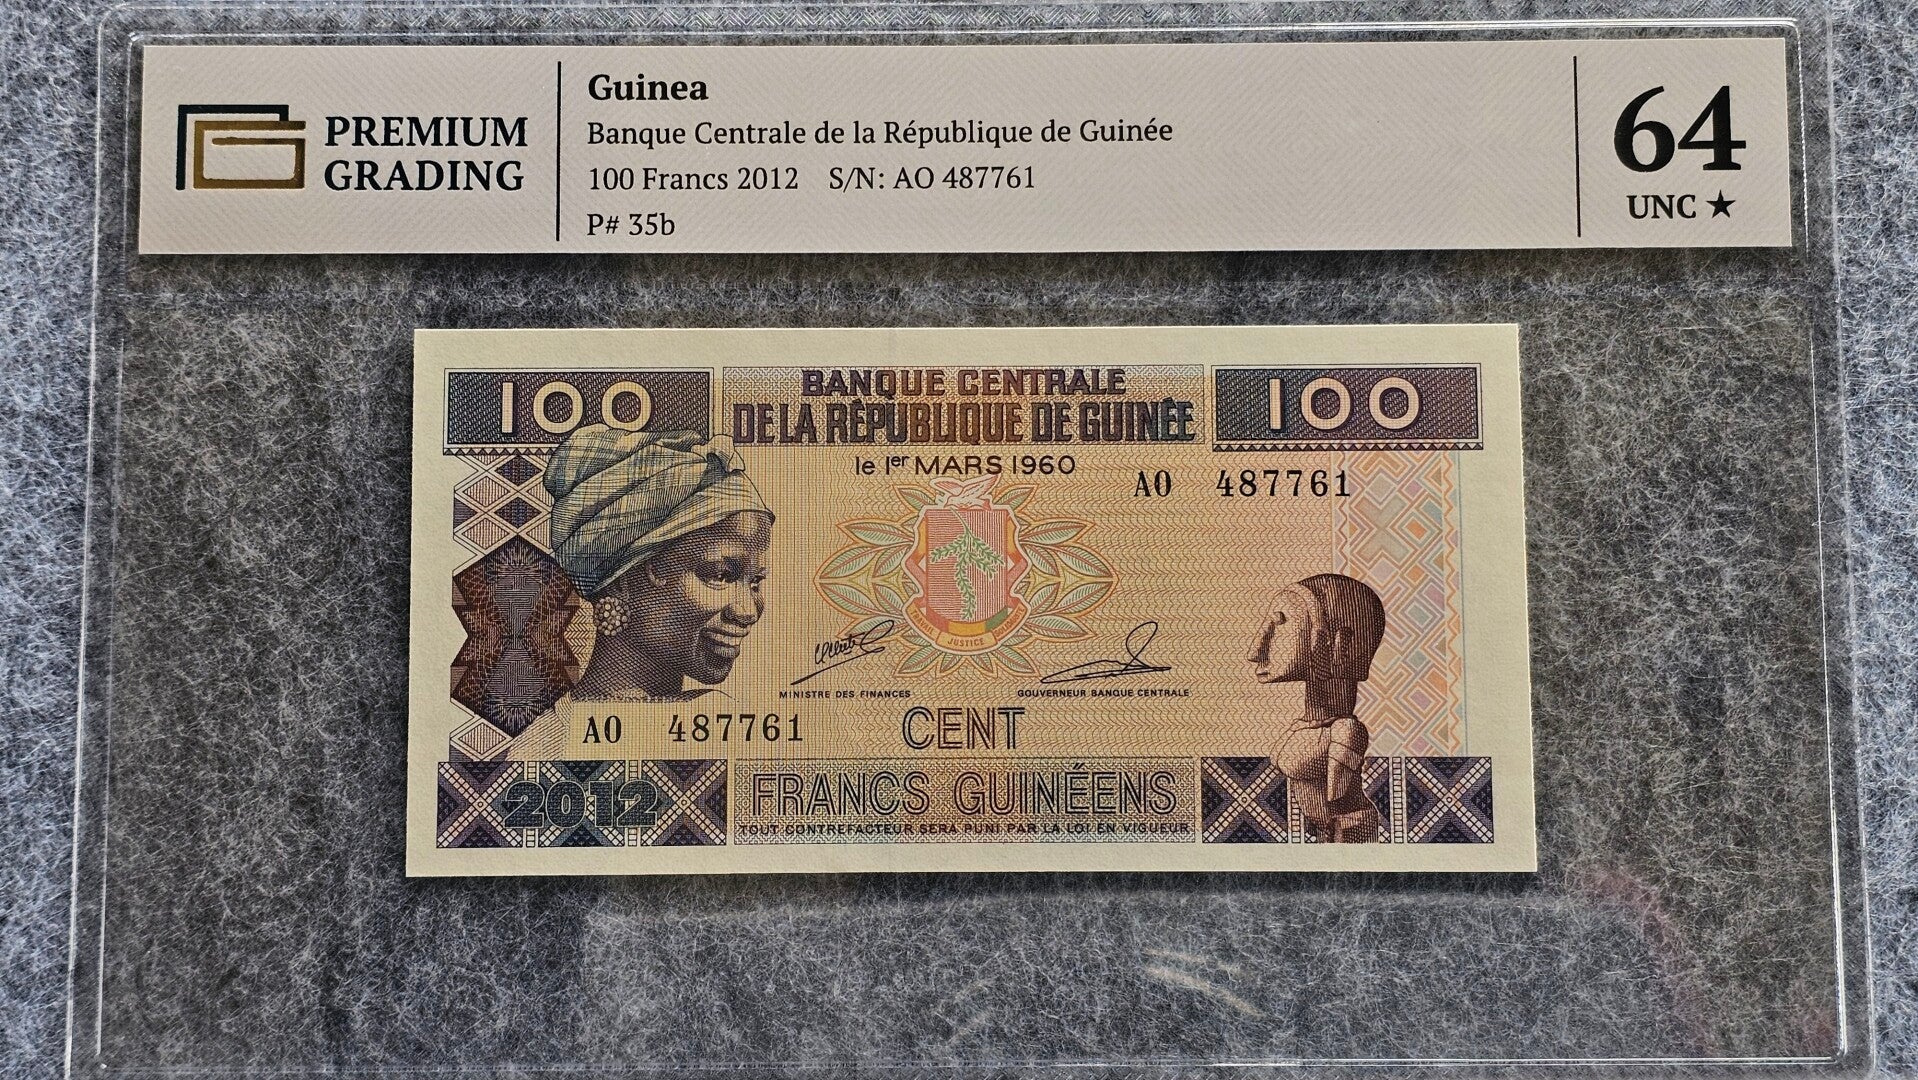 PREMIUM
GRADING
Guinea
Banque Centrale de la République de Guinée
100 Francs 2012 S/N: AO 487761
P# 35b
64
UNC ★
100
BANQUE CENTRALE
DE LA RÉPUBLIQUE DE GUINÉE
100
le 1er MARS 1960
AO 487761
JUSTICE
MINISTRE DES FINANCES
GOUVERNEUR BANQUE CENTRALE
AO 487761
CENT
2012
FRANCS GUINÉENS
TOUT CONTREFACTEUR SERA PUNI PAR LA LOI EN VIGUEUR